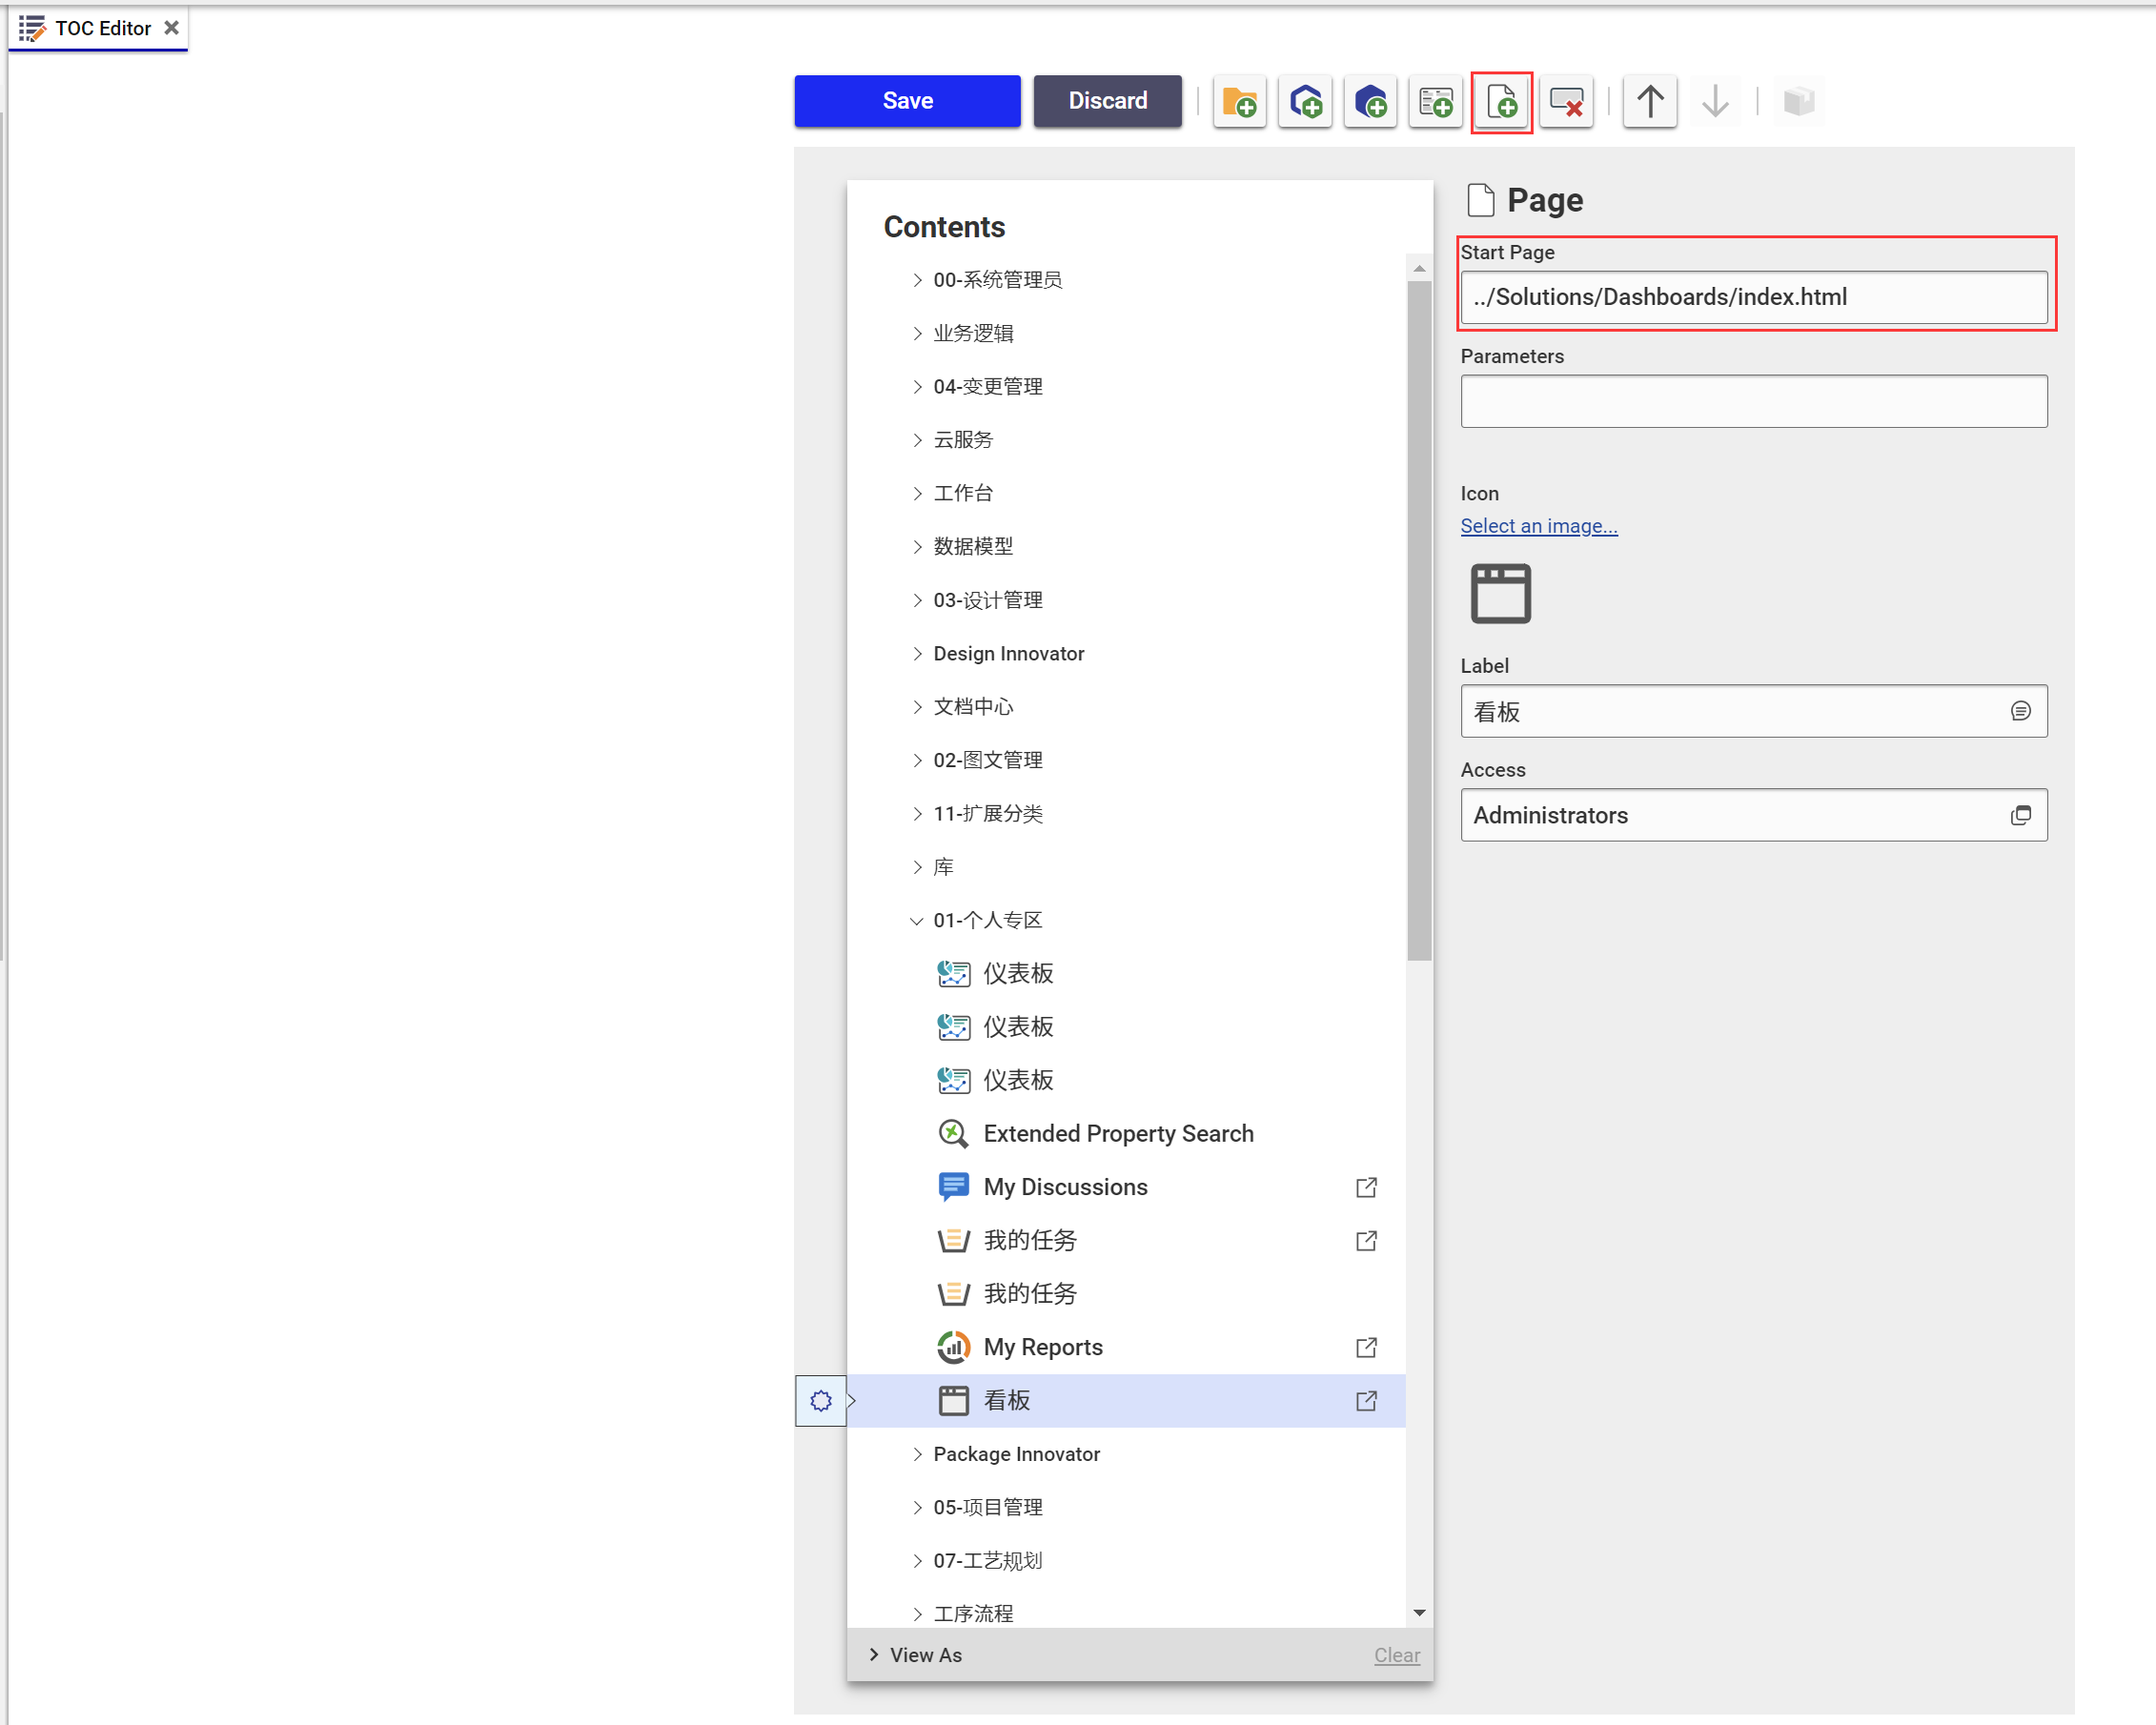 TOC Editor
Save
Discard
Contents
00-系统管理员
业务逻辑
04-变更管理
云服务
工作台
数据模型
03-设计管理
Design Innovator
文档中心
02-图文管理
11-扩展分类
库
01-个人专区
仪表板
仪表板
仪表板
Extended Property Search
My Discussions
我的任务
我的任务
My Reports
看板
Package Innovator
05-项目管理
07-工艺规划
工序流程
View As
Clear
Page
Start Page
../Solutions/Dashboards/index.html
Parameters
Icon
Select an image...
Label
看板
Access
Administrators